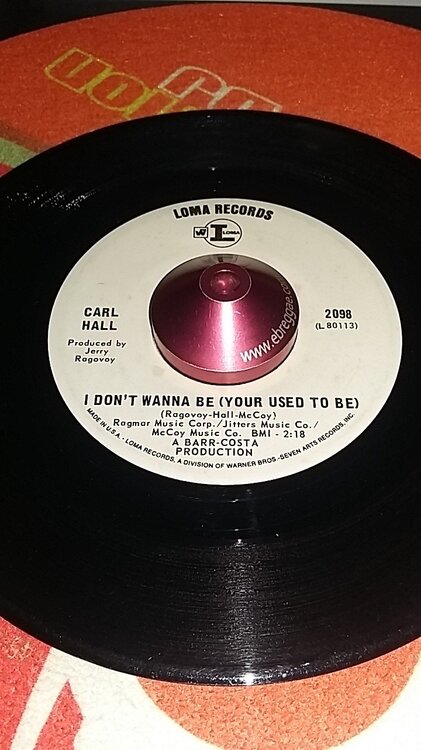 LOMA RECORDS
W7 L LOMA
CARL
HALL
2098
(L 80113)
Produced by
Jerry
Ragovoy
www.ebreggae.co
I DON'T WANNA BE (YOUR USED TO BE)
(Ragovoy-Hall-McCoy)
Ragmar Music Corp./Jitters Music Co./
McCoy Music Co. BMI - 2:18
A BARR-COSTA
PRODUCTION
MADE IN U.S.A. - LOMA RECORDS, A DIVISION OF WARNER BROS.-SEVEN ARTS RECORDS, INC.